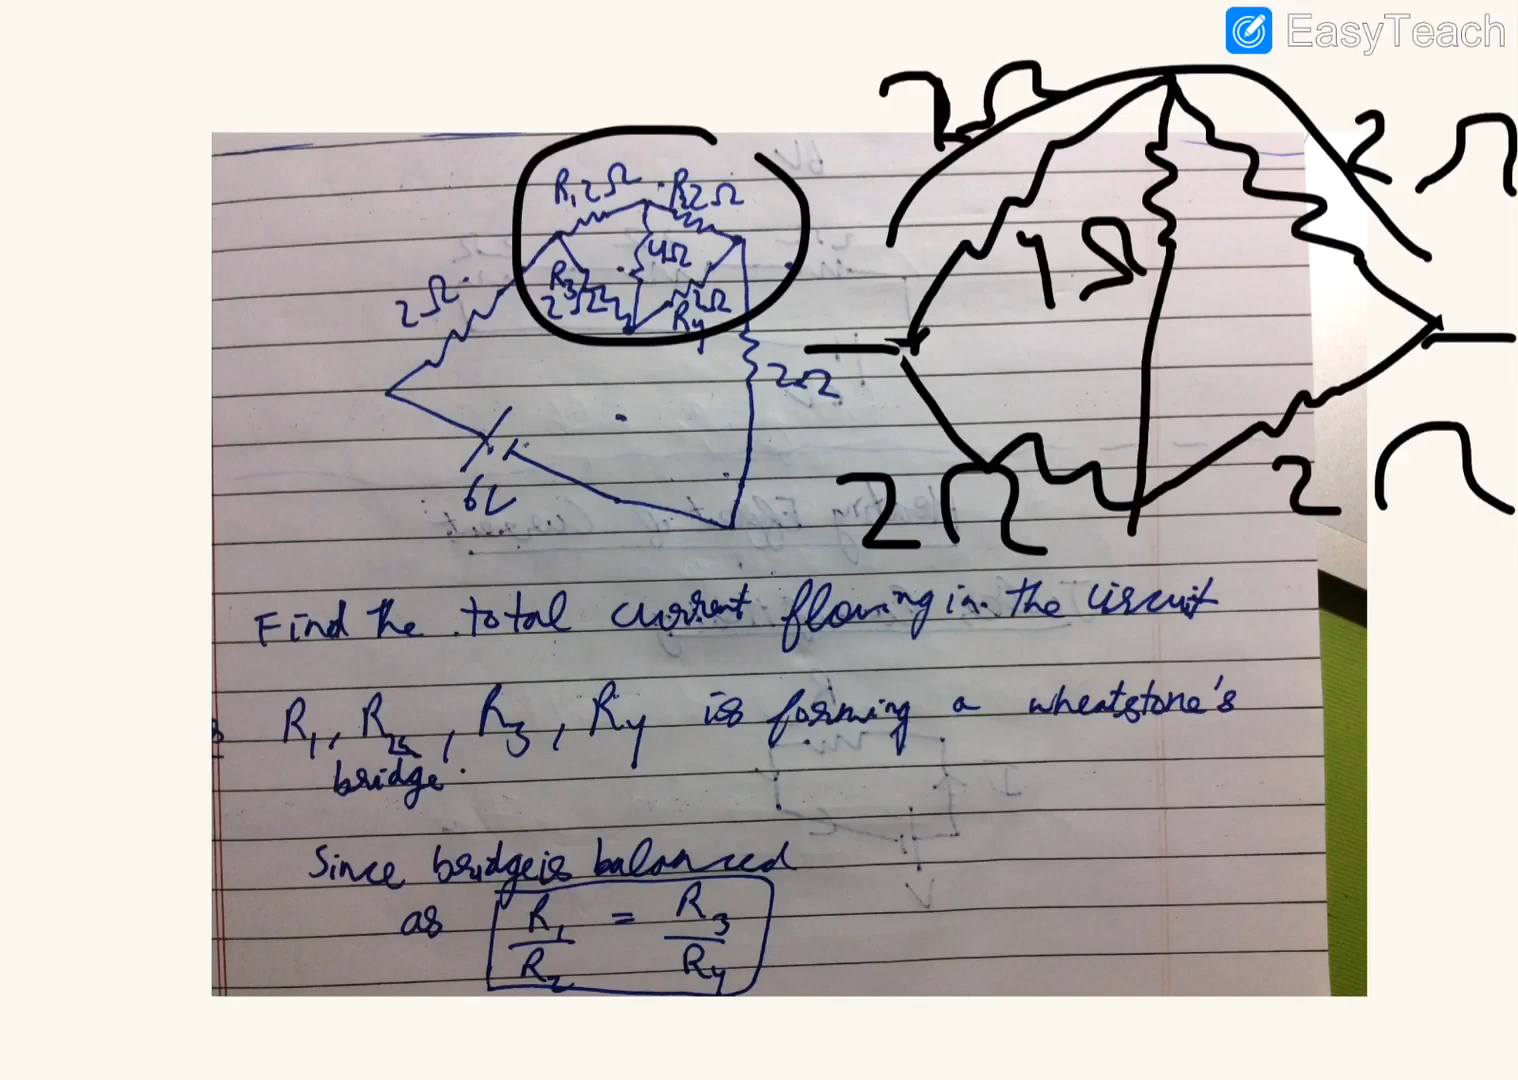 EasyTeach
2Ω
2Ω
R1 2Ω R2 2Ω
4Ω
1Ω
R3
2Ω
2Ω
R4
2Ω
2Ω
6V
2Ω
2Ω
Find the total current flowing in the circuit
R1, R2, R3, R4 is forming a wheatstone's
bridge.
Since bridge is balanced
as R1/R2 = R3/R4